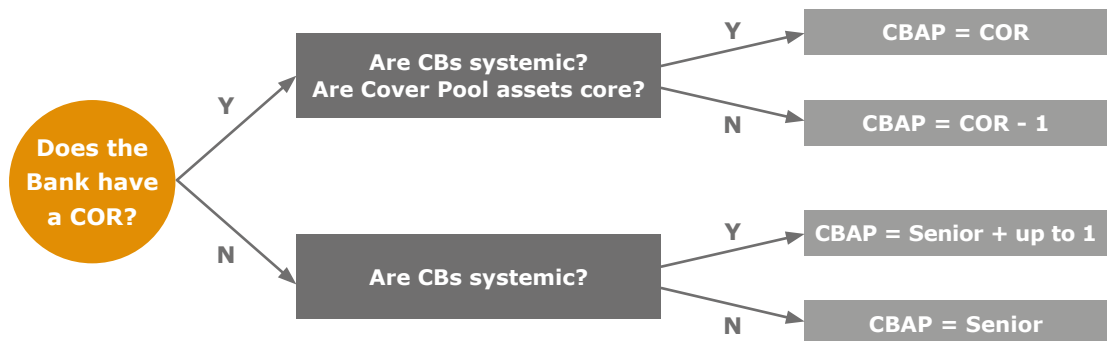 Does the
Bank have
a COR?
Y
N
Are CBs systemic?
Are Cover Pool assets core?
Y
N
CBAP = COR
CBAP = COR - 1
Are CBs systemic?
Y
N
CBAP = Senior + up to 1
CBAP = Senior